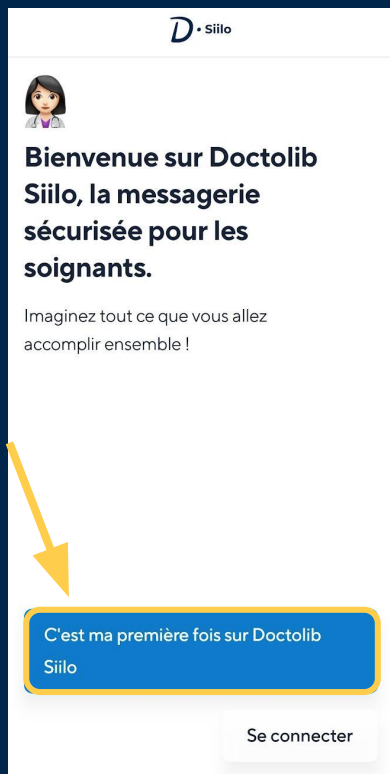 D • Siilo
Bienvenue sur Doctolib
Siilo, la messagerie
sécurisée pour les
soignants.
Imaginez tout ce que vous allez
accomplir ensemble !
C'est ma première fois sur Doctolib
Siilo
Se connecter